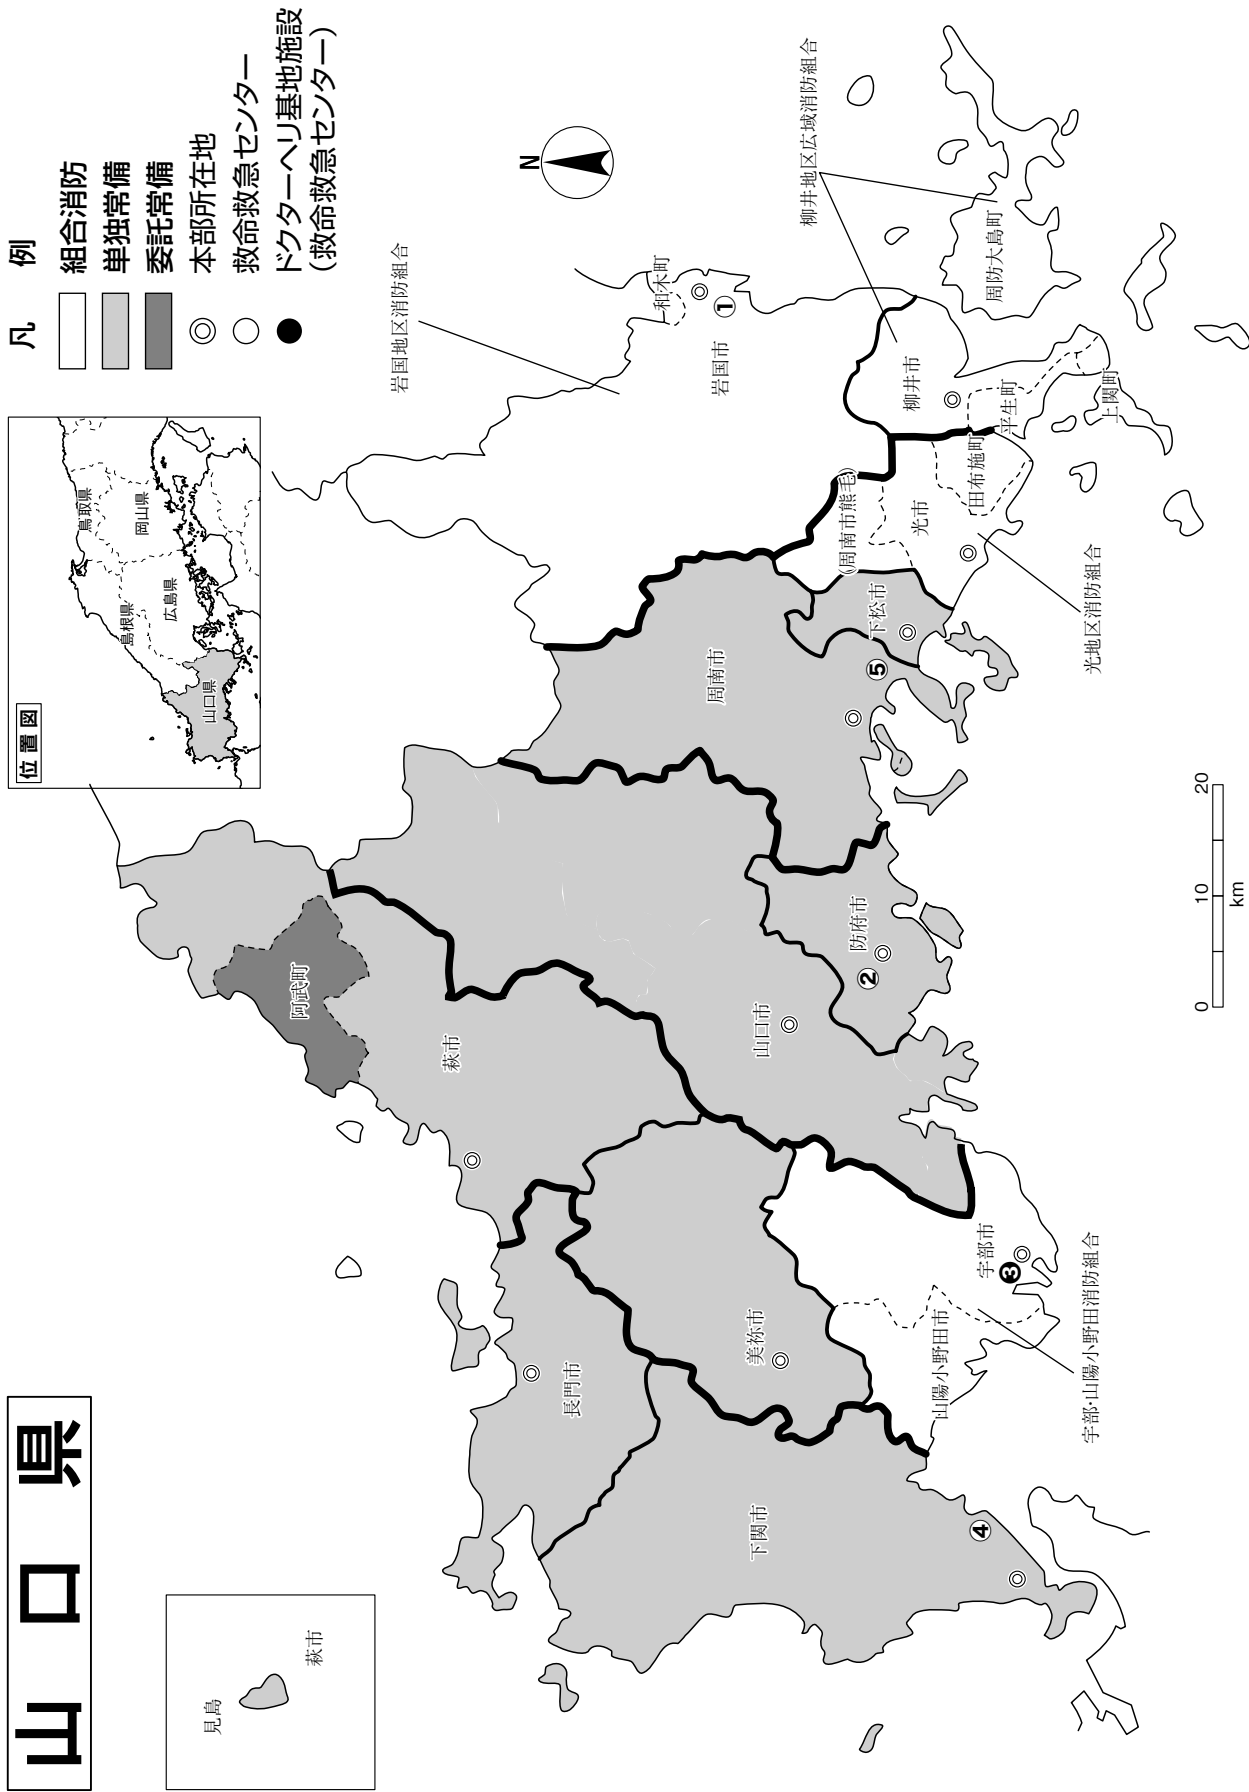 山口県
見島
萩市
位置図
鳥取県
岡山県
島根県
広島県
山口県
凡例
組合消防
単独常備
委託常備
本部所在地
救命救急センター
ドクターヘリ基地施設
(救命救急センター)
N
岩国地区消防組合
柳井地区広域消防組合
和木町
①
岩国市
周防大島町
柳井市
平生町
上関町
田布施町
(周南市熊毛)
光市
光地区消防組合
下松市
⑤
周南市
阿武町
萩市
防府市
②
山口市
長門市
美祢市
宇部市
❸
山陽小野田市
宇部・山陽小野田消防組合
下関市
④
0 10 20
km